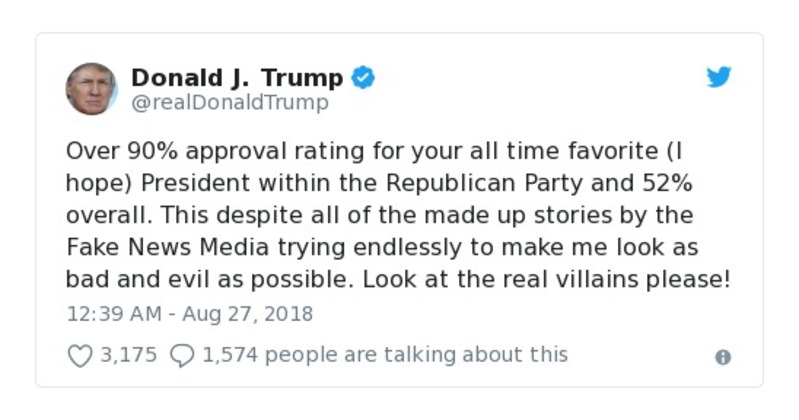 Donald J. Trump
@realDonaldTrump
Over 90% approval rating for your all time favorite (I
hope) President within the Republican Party and 52%
overall. This despite all of the made up stories by the
Fake News Media trying endlessly to make me look as
bad and evil as possible. Look at the real villains please!
12:39 AM - Aug 27, 2018
3,175 1,574 people are talking about this